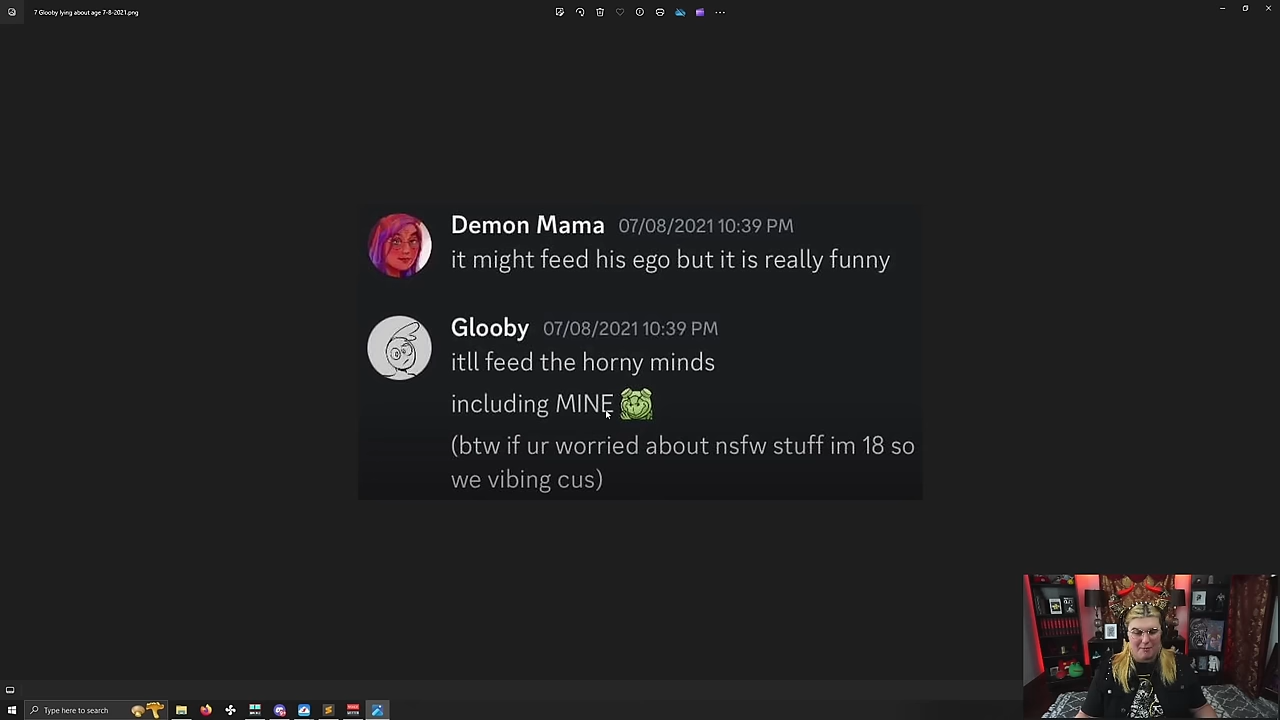 7 Glooby lying about age 7-8-2021.png
Demon Mama 07/08/2021 10:39 PM
it might feed his ego but it is really funny
Glooby 07/08/2021 10:39 PM
itll feed the horny minds
including MINE
(btw if ur worried about nsfw stuff im 18 so
we vibing cus)
Type here to search